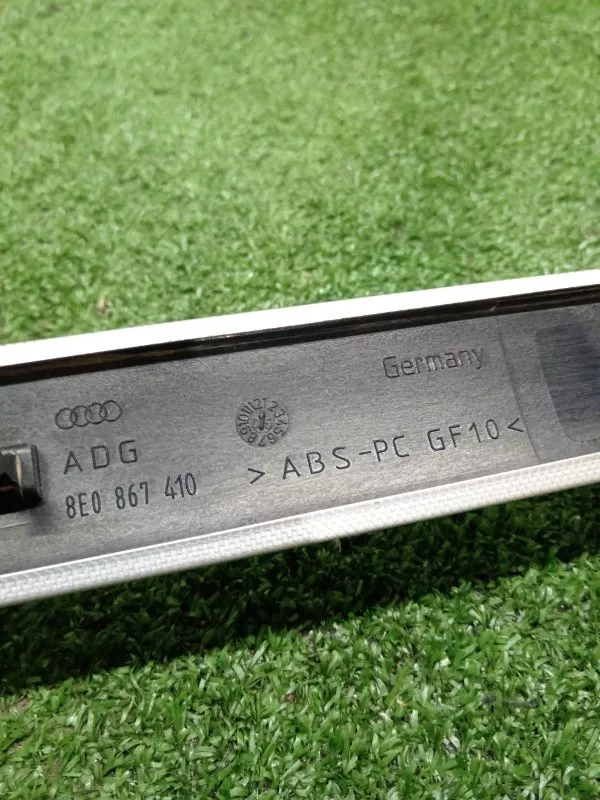 Germany
ADG
8E0 867 410
>ABS-PC GF10<